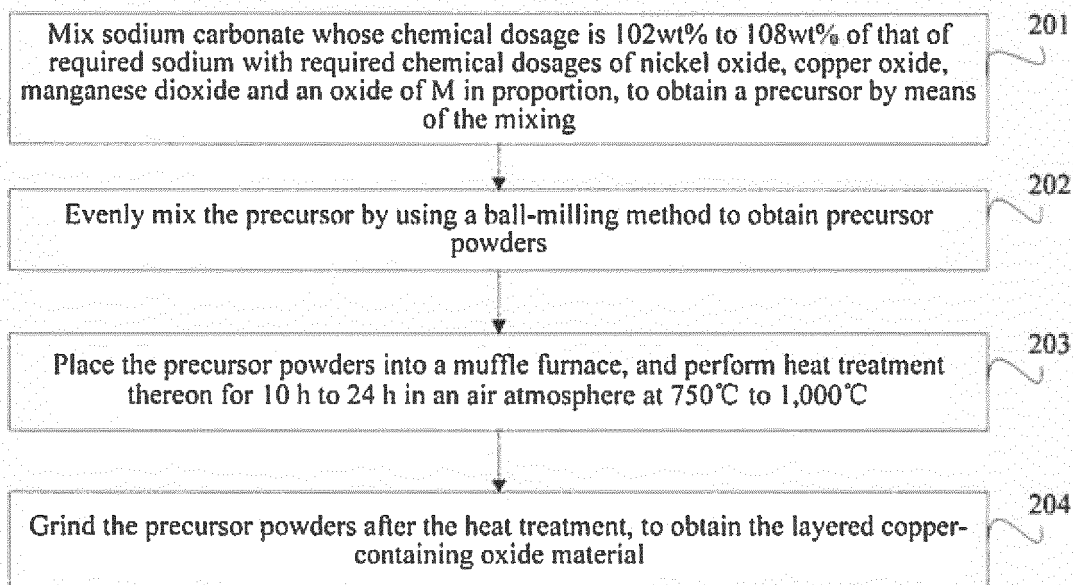 Mix sodium carbonate whose chemical dosage is 102wt% to 108wt% of that of
required sodium with required chemical dosages of nickel oxide, copper oxide,
manganese dioxide and an oxide of M in proportion, to obtain a precursor by means
of the mixing
201
Evenly mix the precursor by using a ball-milling method to obtain precursor
powders
202
Place the precursor powders into a muffle furnace, and perform heat treatment
thereon for 10 h to 24 h in an air atmosphere at 750℃ to 1,000℃
203
Grind the precursor powders after the heat treatment, to obtain the layered copper-
containing oxide material
204